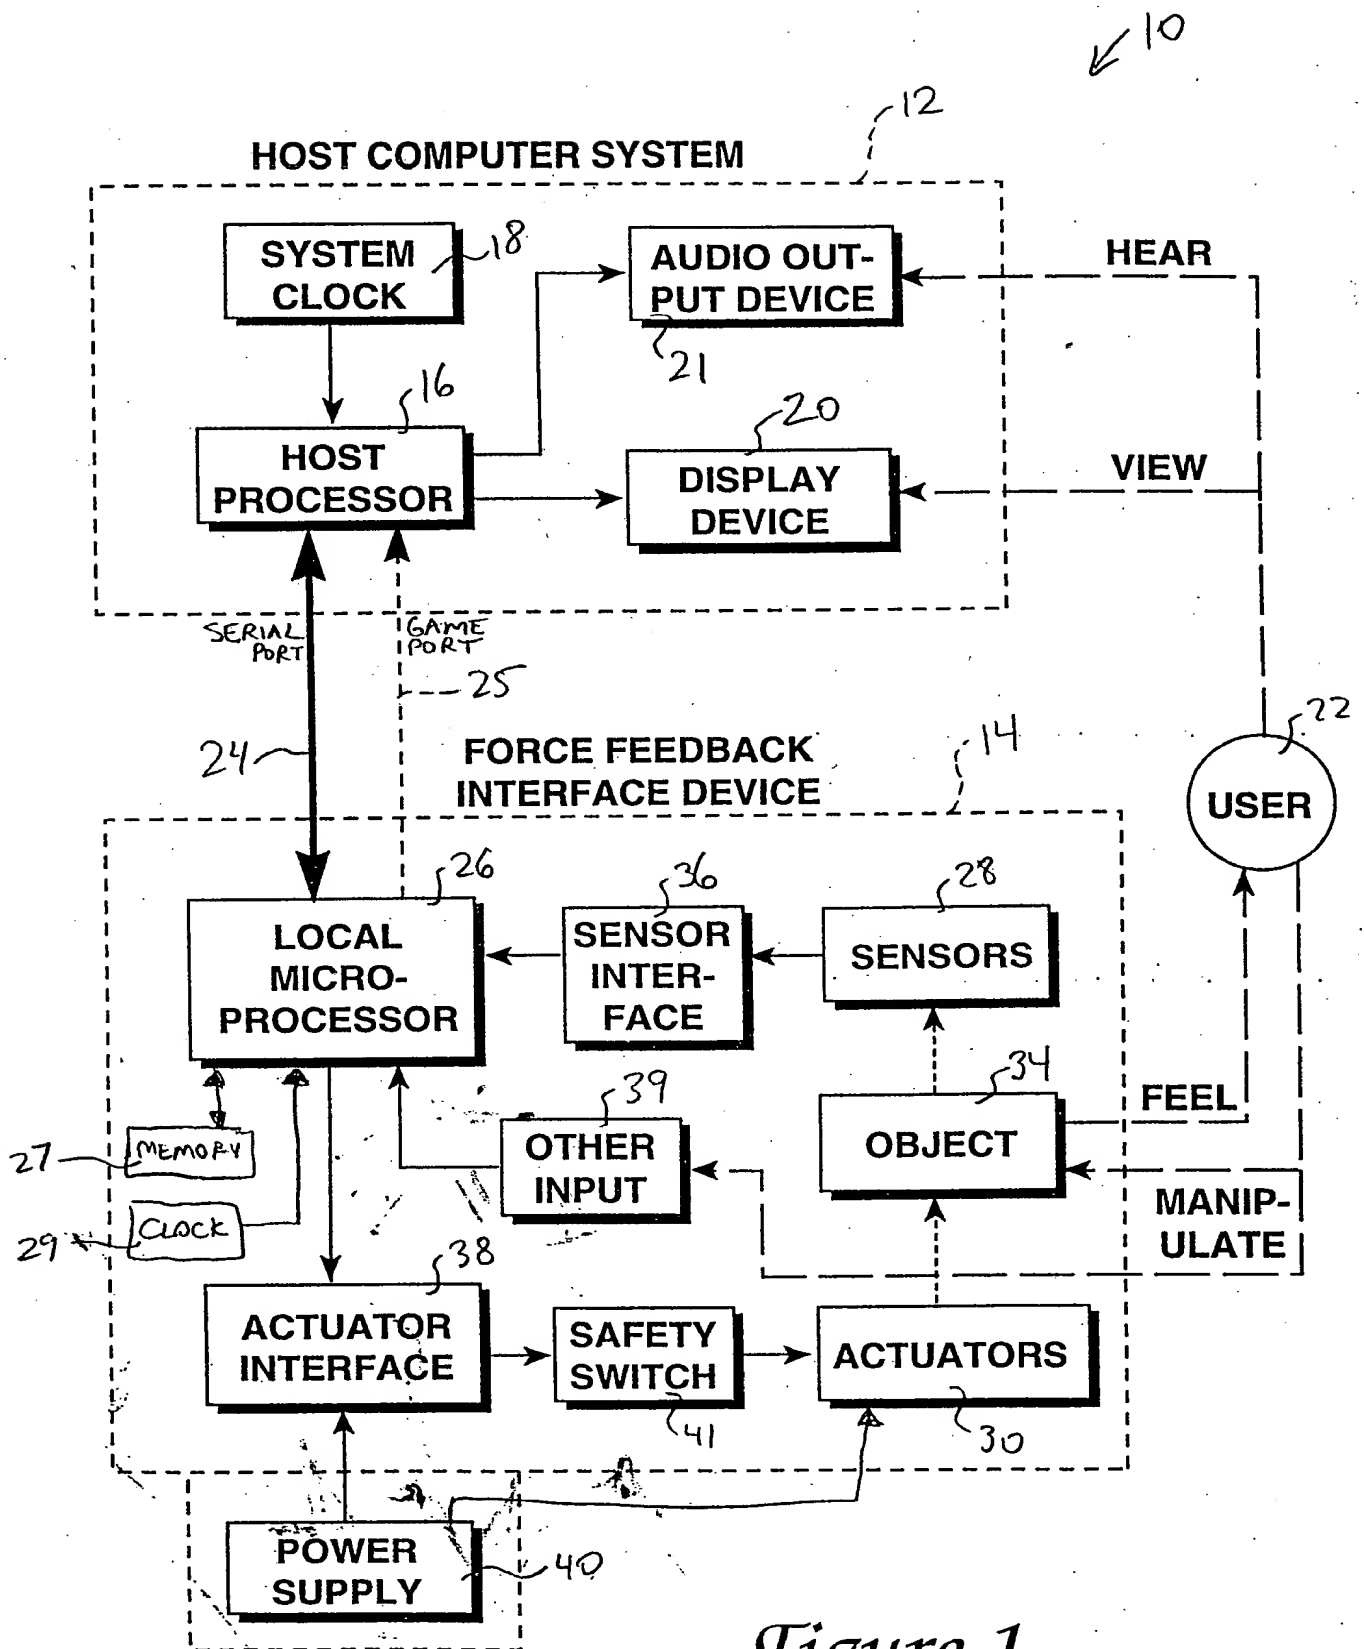 10
12
HOST COMPUTER SYSTEM
SYSTEM
CLOCK
18
AUDIO OUT-
PUT DEVICE
21
HEAR
16
HOST
PROCESSOR
20
DISPLAY
DEVICE
VIEW
SERIAL
PORT
GAME
PORT
25
24
FORCE FEEDBACK
INTERFACE DEVICE
14
22
USER
26
LOCAL
MICRO-
PROCESSOR
36
SENSOR
INTER-
FACE
28
SENSORS
34
OBJECT
FEEL
39
OTHER
INPUT
27
MEMORY
29
CLOCK
MANIP-
ULATE
38
ACTUATOR
INTERFACE
SAFETY
SWITCH
41
ACTUATORS
30
POWER
SUPPLY
40
Figure 1